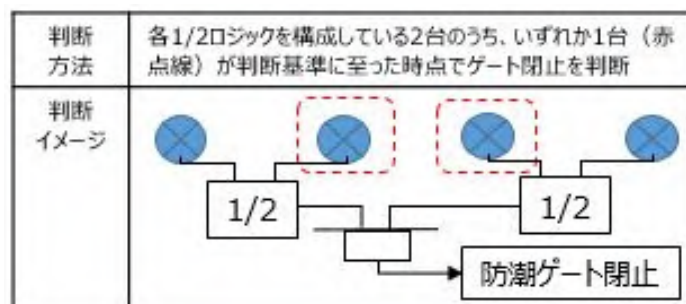 判断
方法
各1/2ロジックを構成している2台のうち、いずれか1台（赤
点線）が判断基準に至った時点でゲート閉止を判断
判断
イメージ
1/2
1/2
防潮ゲート閉止